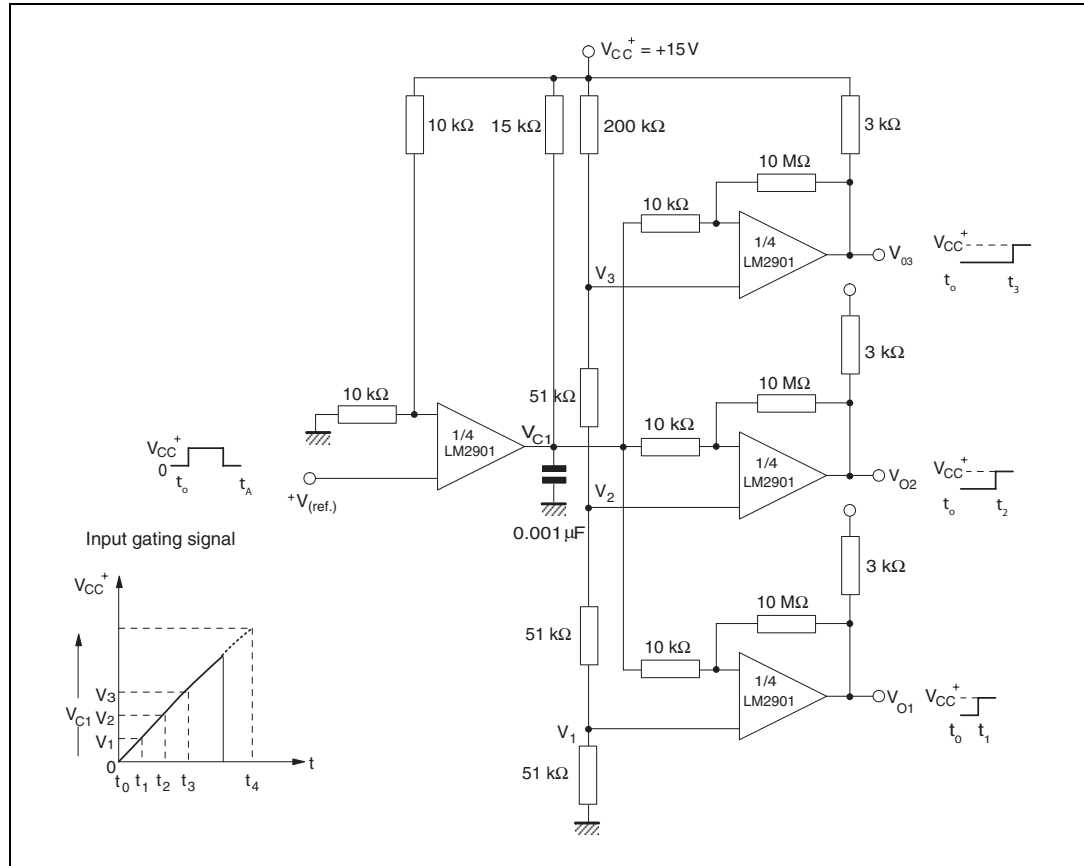 V_CC^+ = +15 V
10 kΩ
15 kΩ
200 kΩ
3 kΩ
10 MΩ
10 kΩ
1/4
LM2901
V_CC^+
V_03
t_o
t_3
V_3
3 kΩ
10 kΩ
51 kΩ
10 MΩ
V_CC^+
0
t_o
t_A
1/4
LM2901
V_C1
10 kΩ
1/4
LM2901
V_O2
V_CC^+
t_o
t_2
+V_(ref.)
V_2
0.001 µF
Input gating signal
3 kΩ
V_CC^+
10 MΩ
51 kΩ
10 kΩ
1/4
LM2901
V_O1
V_CC^+
t_o
t_1
V_3
V_C1
V_2
V_1
0
t_0
t_1
t_2
t_3
t_4
t
V_1
51 kΩ